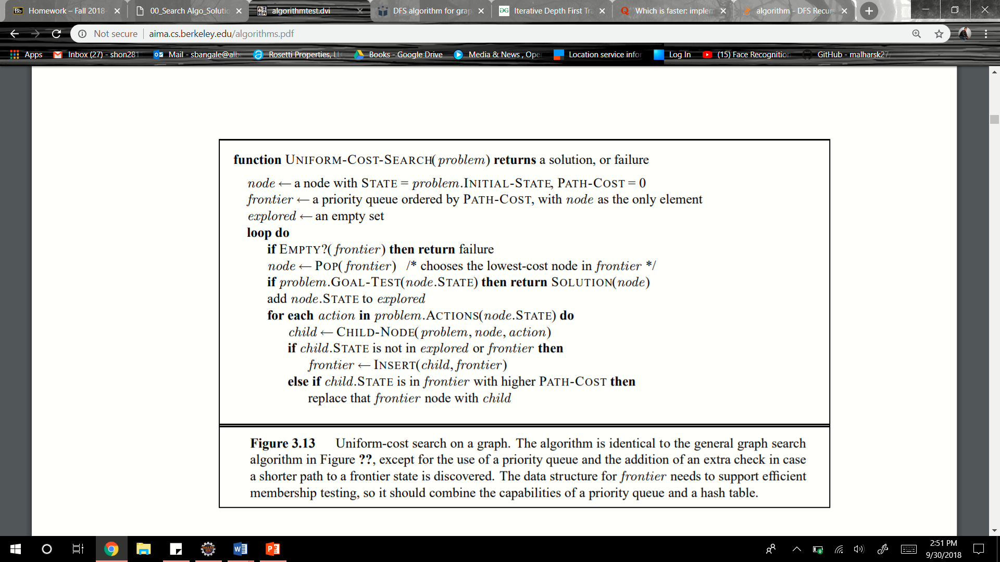 Homework – Fall 2018-
00_Search Algo_Solutio
algorithmtest.dvi
DFS algorithm for grap
Iterative Depth First Tra
Which is faster: implem
algorithm - DFS Recurs
Not secure
aima.cs.berkeley.edu/algorithms.pdf
Apps
Inbox (27) - shon281
Mail - sbangale@alb
Rosetti Properties, LL
Books - Google Drive
Media & News , Ope
Location service infor
Log In
(15) Face Recognition
GitHub - malharsk27
function UNIFORM-COST-SEARCH(problem) returns a solution, or failure
node ← a node with STATE = problem.INITIAL-STATE, PATH-COST = 0
frontier ← a priority queue ordered by PATH-COST, with node as the only element
explored ← an empty set
loop do
if EMPTY?(frontier) then return failure
node ← POP(frontier) /* chooses the lowest-cost node in frontier */
if problem.GOAL-TEST(node.STATE) then return SOLUTION(node)
add node.STATE to explored
for each action in problem.ACTIONS(node.STATE) do
child ← CHILD-NODE(problem, node, action)
if child.STATE is not in explored or frontier then
frontier ← INSERT(child, frontier)
else if child.STATE is in frontier with higher PATH-COST then
replace that frontier node with child
Figure 3.13 Uniform-cost search on a graph. The algorithm is identical to the general graph search
algorithm in Figure ??, except for the use of a priority queue and the addition of an extra check in case
a shorter path to a frontier state is discovered. The data structure for frontier needs to support efficient
membership testing, so it should combine the capabilities of a priority queue and a hash table.
2:51 PM
9/30/2018